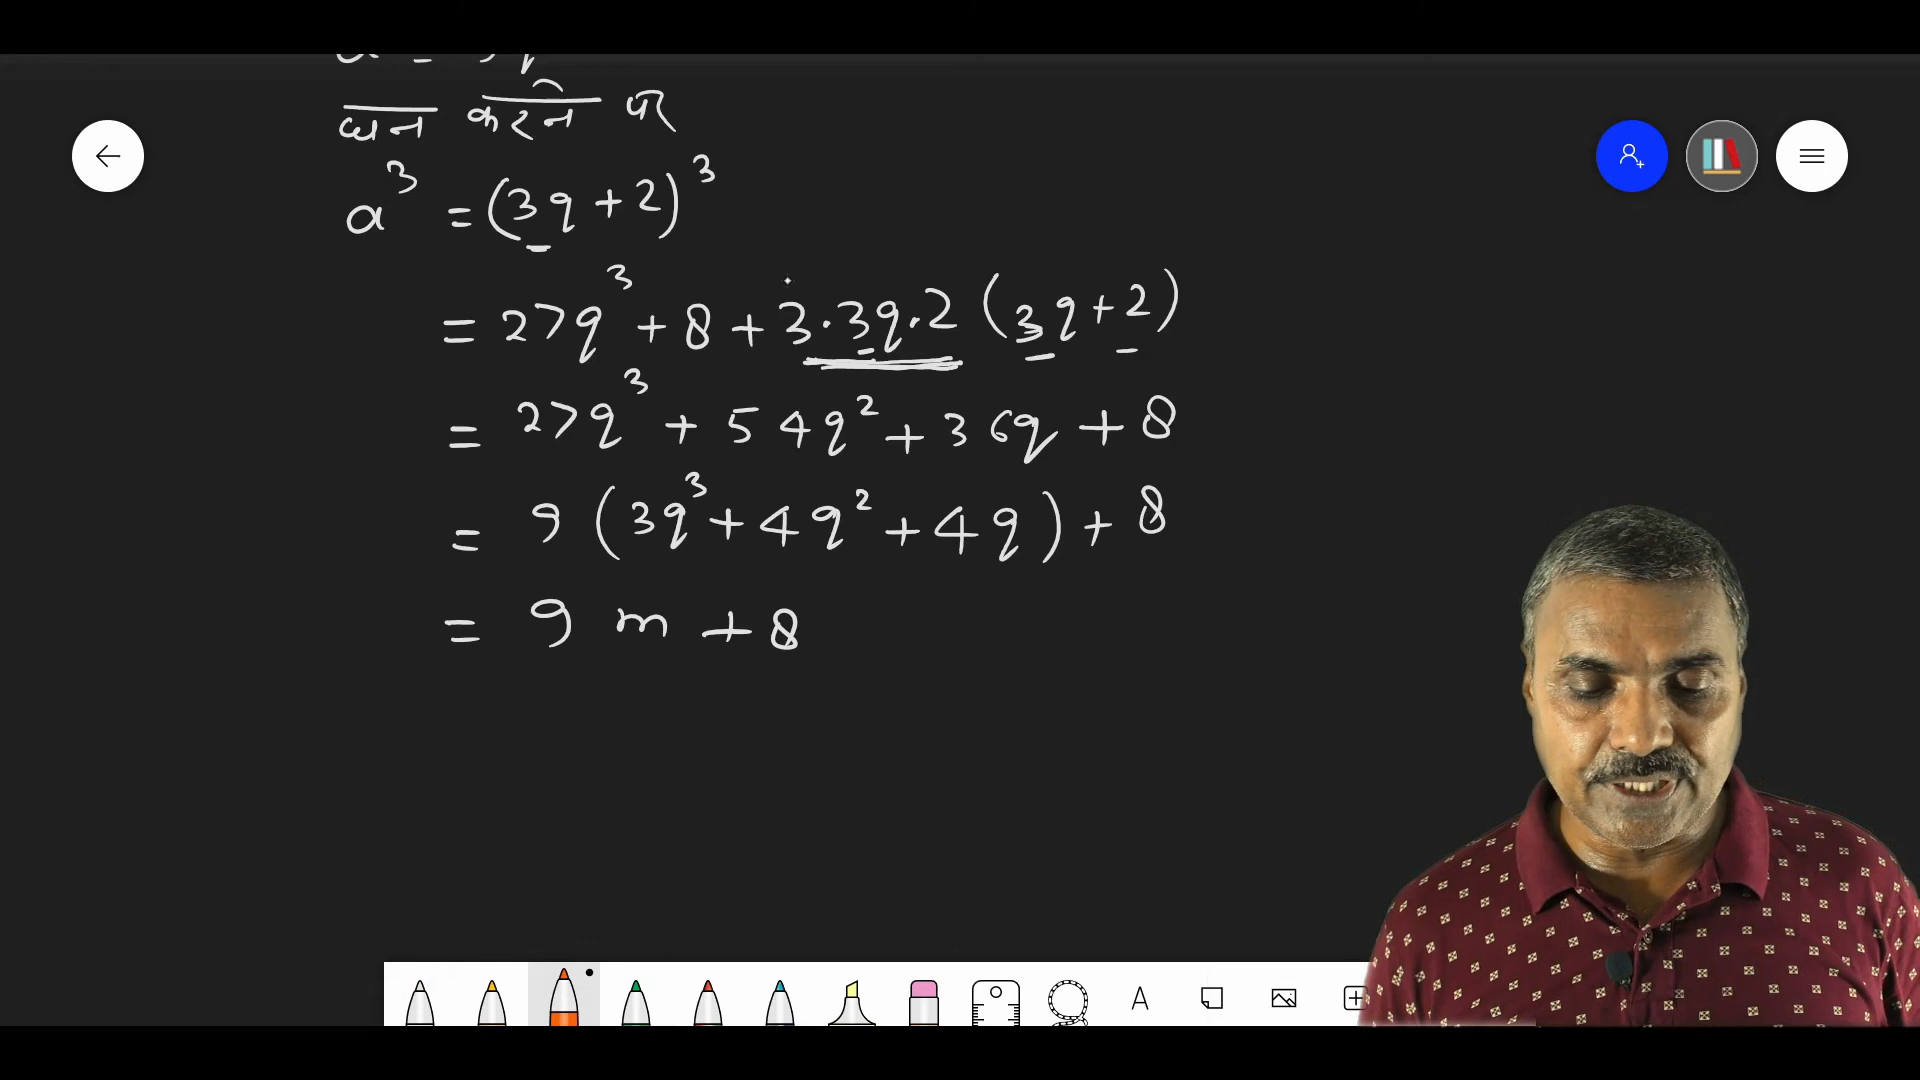 घन करने पर
a³ = (3q+2)³
= 27q³ + 8 + 3·3q·2 (3q+2)
= 27q³ + 54q² + 36q + 8
= 9 (3q³ + 4q² + 4q) + 8
= 9 m + 8
A